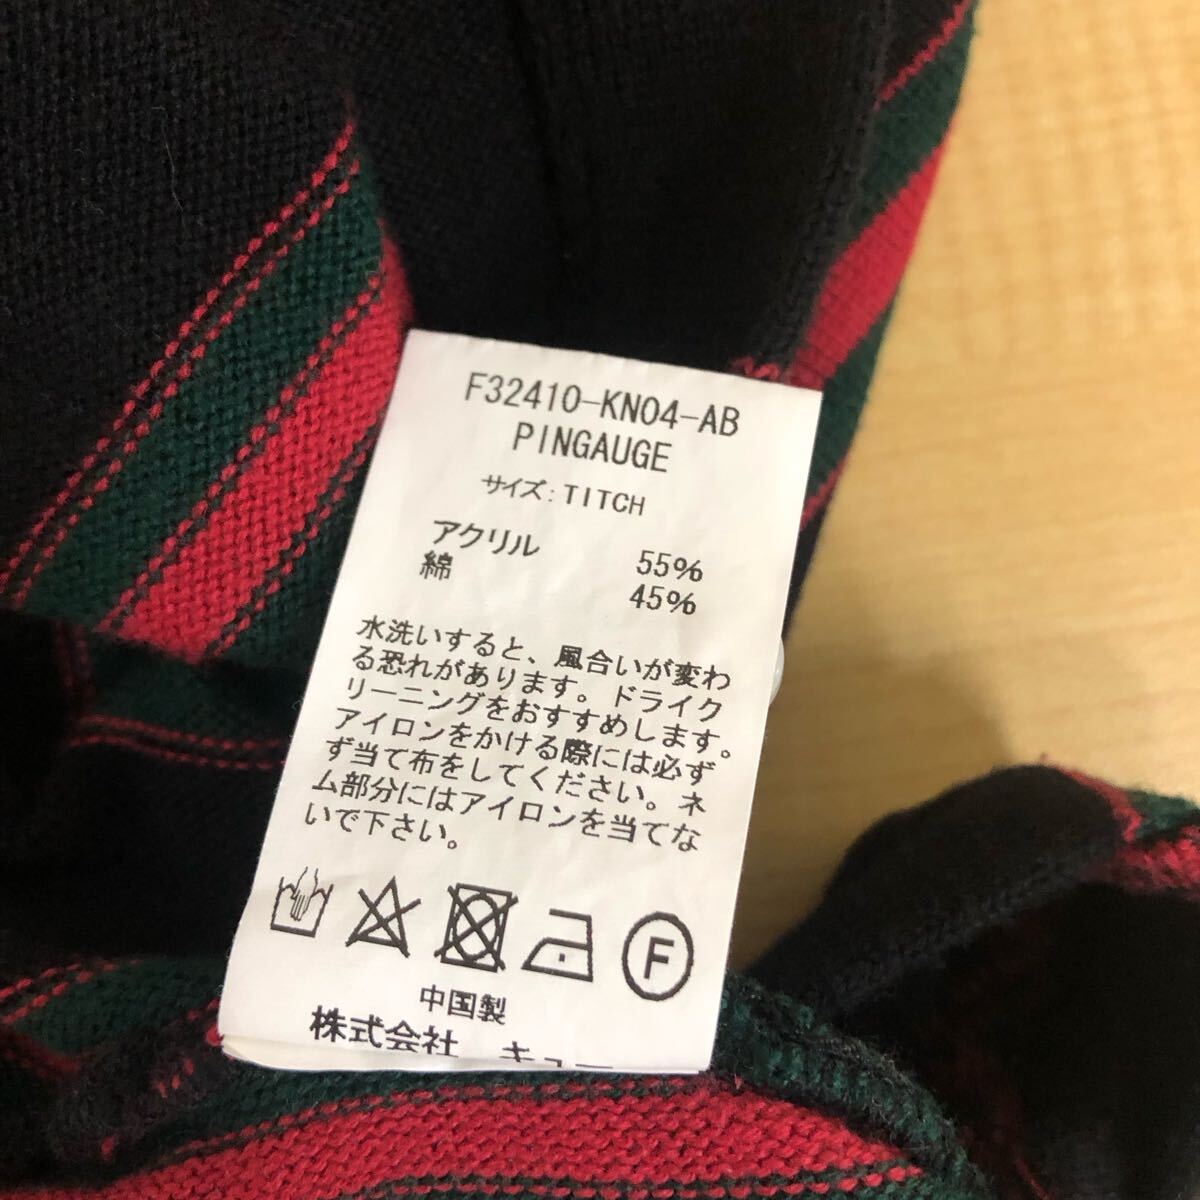 F32410-KN04-AB
PINGAUGE
サイズ:TITCH
アクリル 55%
綿 45%
水洗いすると、風合いが変わ
る恐れがあります。ドライク
リーニングをおすすめします。
アイロンをかける際には必ず
ず当て布をしてください。ネ
ム部分にはアイロンを当てな
いで下さい。
F
中国製
株式会社 キュー